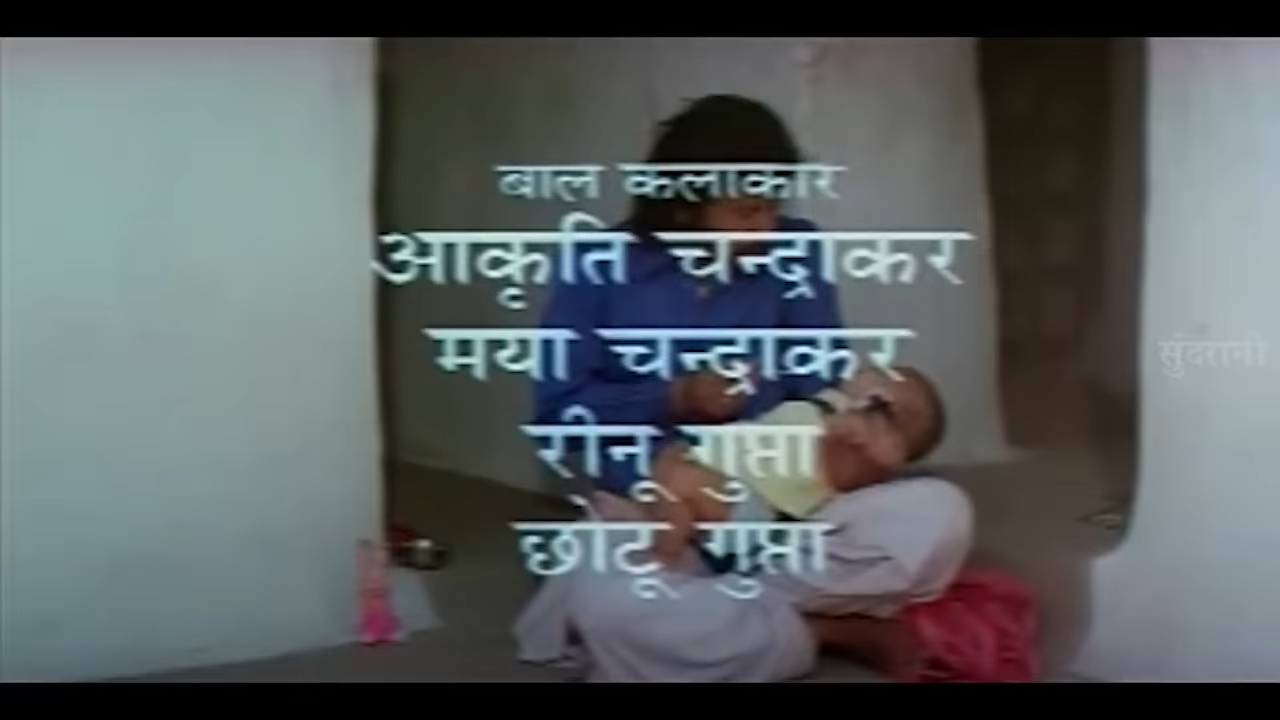 बाल कलाकार
आकृति चन्द्राकर
मया चन्द्राकर
रीनू गुप्ता
छोटू गुप्ता
सुंदरानी